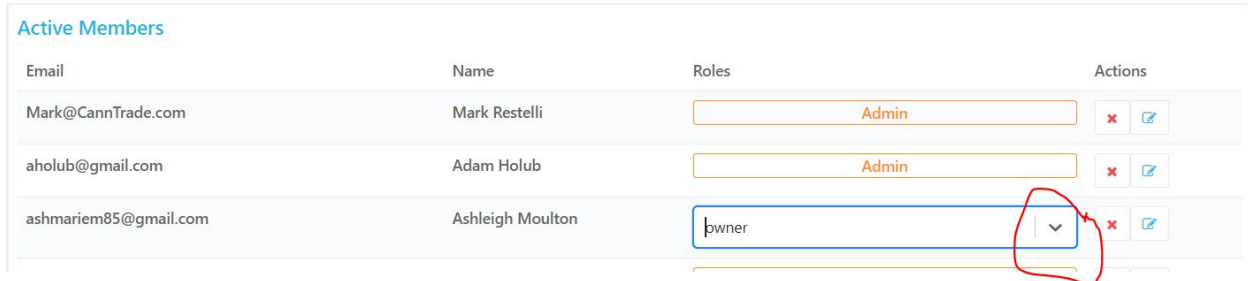 Active Members
Email Name Roles Actions
Mark@CannTrade.com Mark Restelli Admin
aholub@gmail.com Adam Holub Admin
ashmariem85@gmail.com Ashleigh Moulton owner